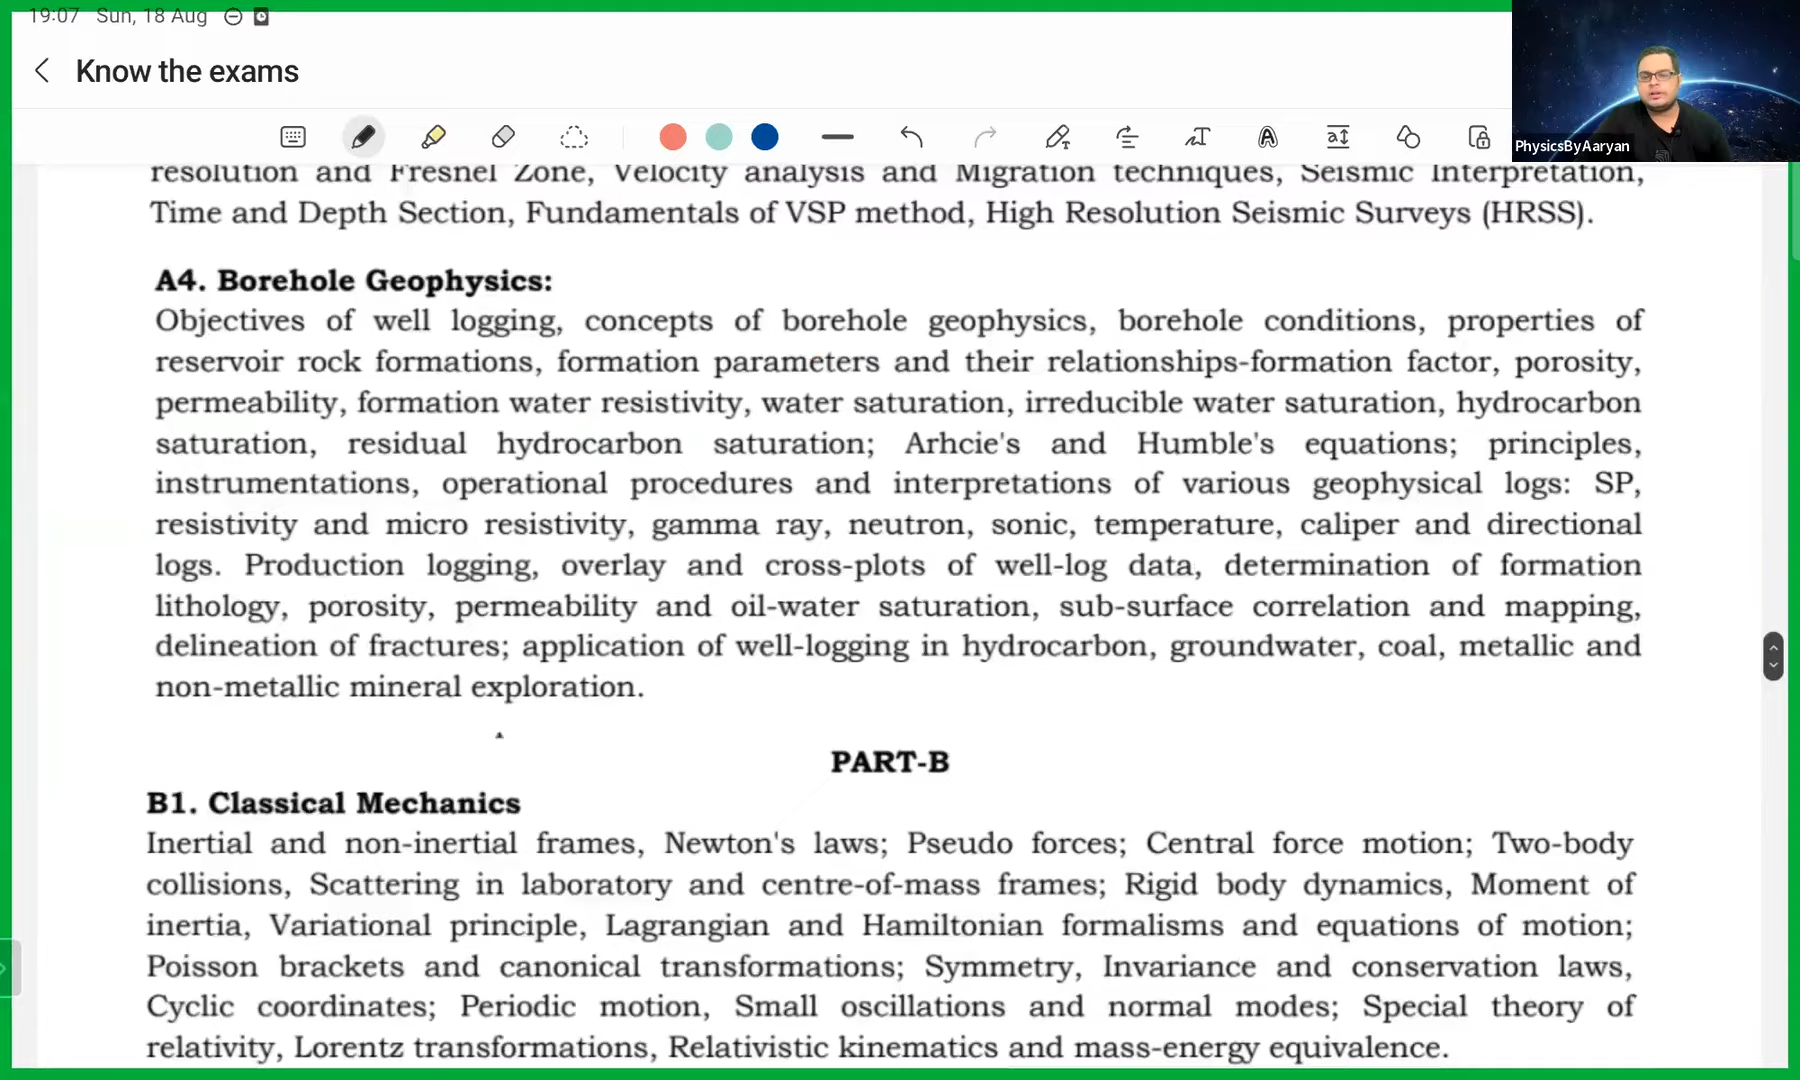 19:07 Sun, 18 Aug
Know the exams
PhysicsByAaryan
resolution and Fresnel Zone, Velocity analysis and Migration techniques, Seismic Interpretation,
Time and Depth Section, Fundamentals of VSP method, High Resolution Seismic Surveys (HRSS).
A4. Borehole Geophysics:
Objectives of well logging, concepts of borehole geophysics, borehole conditions, properties of
reservoir rock formations, formation parameters and their relationships-formation factor, porosity,
permeability, formation water resistivity, water saturation, irreducible water saturation, hydrocarbon
saturation, residual hydrocarbon saturation; Arhcie's and Humble's equations; principles,
instrumentations, operational procedures and interpretations of various geophysical logs: SP,
resistivity and micro resistivity, gamma ray, neutron, sonic, temperature, caliper and directional
logs. Production logging, overlay and cross-plots of well-log data, determination of formation
lithology, porosity, permeability and oil-water saturation, sub-surface correlation and mapping,
delineation of fractures; application of well-logging in hydrocarbon, groundwater, coal, metallic and
non-metallic mineral exploration.
PART-B
B1. Classical Mechanics
Inertial and non-inertial frames, Newton's laws; Pseudo forces; Central force motion; Two-body
collisions, Scattering in laboratory and centre-of-mass frames; Rigid body dynamics, Moment of
inertia, Variational principle, Lagrangian and Hamiltonian formalisms and equations of motion;
Poisson brackets and canonical transformations; Symmetry, Invariance and conservation laws,
Cyclic coordinates; Periodic motion, Small oscillations and normal modes; Special theory of
relativity, Lorentz transformations, Relativistic kinematics and mass-energy equivalence.